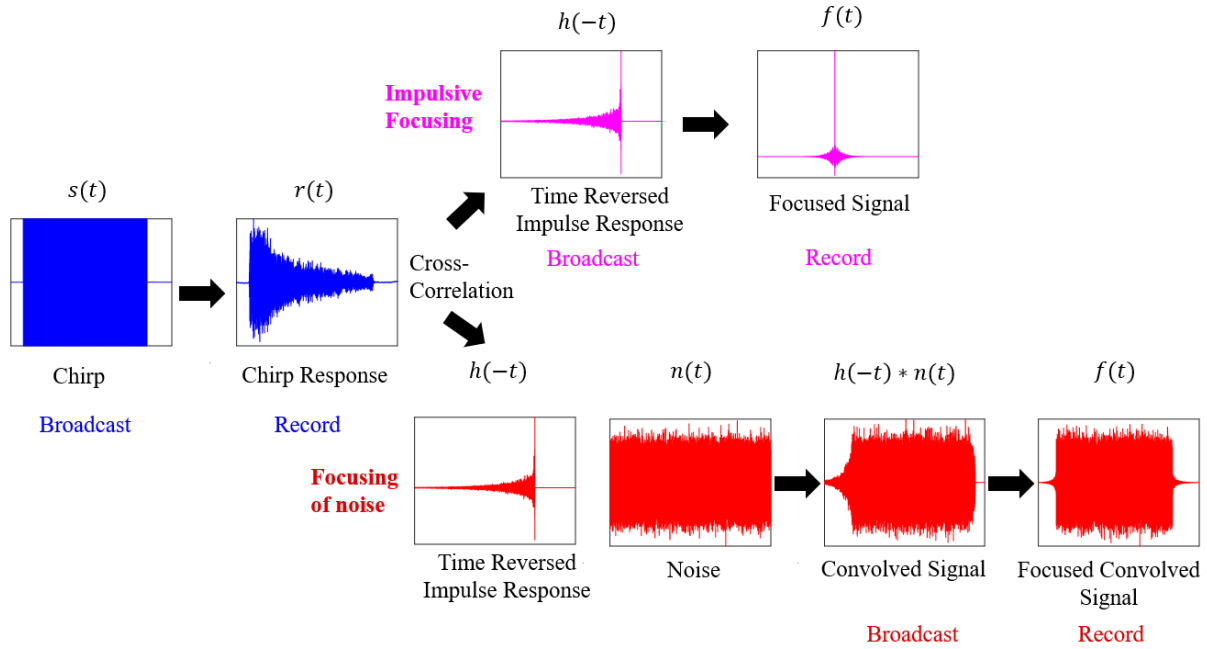 h(−t)
f(t)
Impulsive
Focusing
s(t)
r(t)
Time Reversed
Impulse Response
Focused Signal
Broadcast
Record
Cross-
Correlation
Chirp
Chirp Response
Broadcast
Record
h(−t)
n(t)
h(−t) ∗ n(t)
f(t)
Focusing
of noise
Time Reversed
Impulse Response
Noise
Convolved Signal
Focused Convolved
Signal
Broadcast
Record